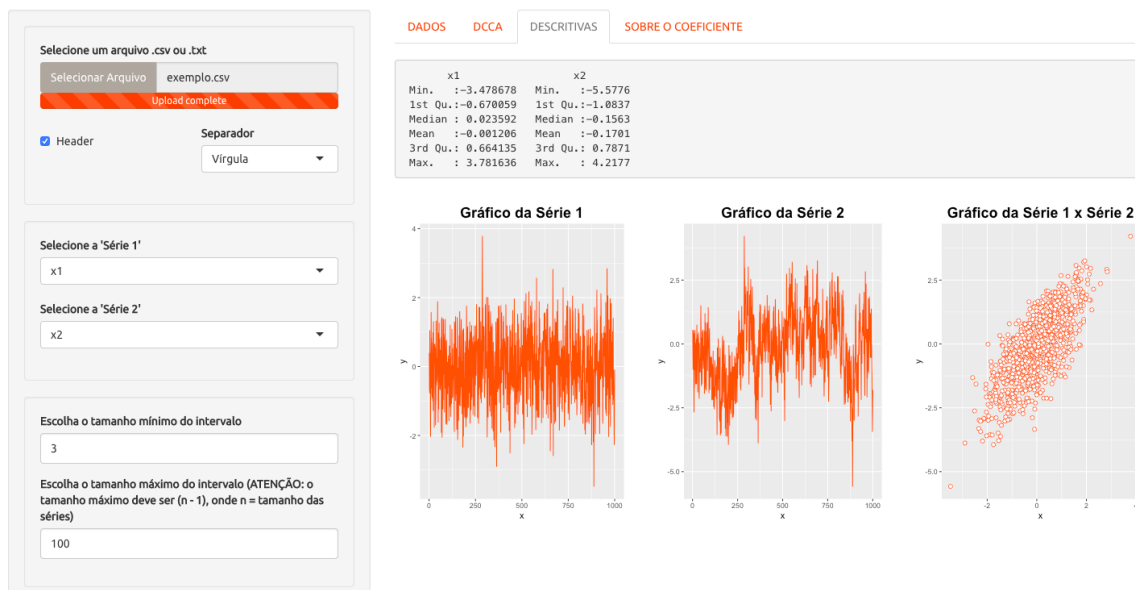 DADOS DCCA DESCRITIVAS SOBRE O COEFICIENTE
Selecione um arquivo .csv ou .txt
Selecionar Arquivo exemplo.csv
Upload complete
Header
Separador
Vírgula
Selecione a 'Série 1'
x1
Selecione a 'Série 2'
x2
Escolha o tamanho mínimo do intervalo
3
Escolha o tamanho máximo do intervalo (ATENÇÃO: o
tamanho máximo deve ser (n - 1), onde n = tamanho das
séries)
100
x1 x2
Min. :-3.478678 Min. :-5.5776
1st Qu.:-0.670059 1st Qu.:-1.0837
Median : 0.023592 Median :-0.1563
Mean :-0.001206 Mean :-0.1701
3rd Qu.: 0.664135 3rd Qu.: 0.7871
Max. : 3.781636 Max. : 4.2177
Gráfico da Série 1
4
2
0
-2
y
0 250 500 750 1000
x
Gráfico da Série 2
2.5
0.0
-2.5
-5.0
y
0 250 500 750 1000
x
Gráfico da Série 1 x Série 2
2.5
0.0
-2.5
-5.0
y
-2 0 2
x